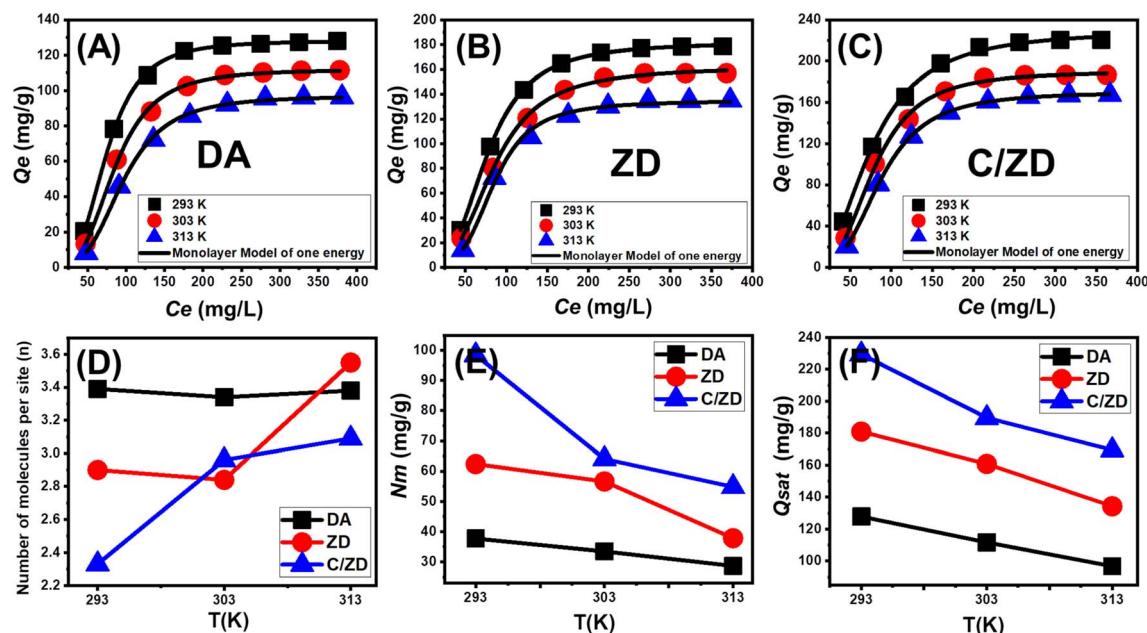 (A)
Qe (mg/g)
140
120
100
80
60
40
20
0
DA
293 K
303 K
313 K
Monolayer Model of one energy
50 100 150 200 250 300 350 400
Ce (mg/L)
(B)
Qe (mg/g)
200
180
160
140
120
100
80
60
40
20
0
ZD
293 K
303 K
313 K
Monolayer Model of one energy
50 100 150 200 250 300 350 400
Ce (mg/L)
(C)
Qe (mg/g)
240
200
160
120
80
40
0
C/ZD
293 K
303 K
313 K
Monolayer Model of one energy
50 100 150 200 250 300 350 400
Ce (mg/L)
(D)
Number of molecules per site (n)
3.8
3.6
3.4
3.2
3.0
2.8
2.6
2.4
2.2
DA
ZD
C/ZD
293 303 313
T(K)
(E)
Nm (mg/g)
100
90
80
70
60
50
40
30
DA
ZD
C/ZD
293 303 313
T(K)
(F)
Qsat (mg/g)
240
220
200
180
160
140
120
100
DA
ZD
C/ZD
293 303 313
T(K)